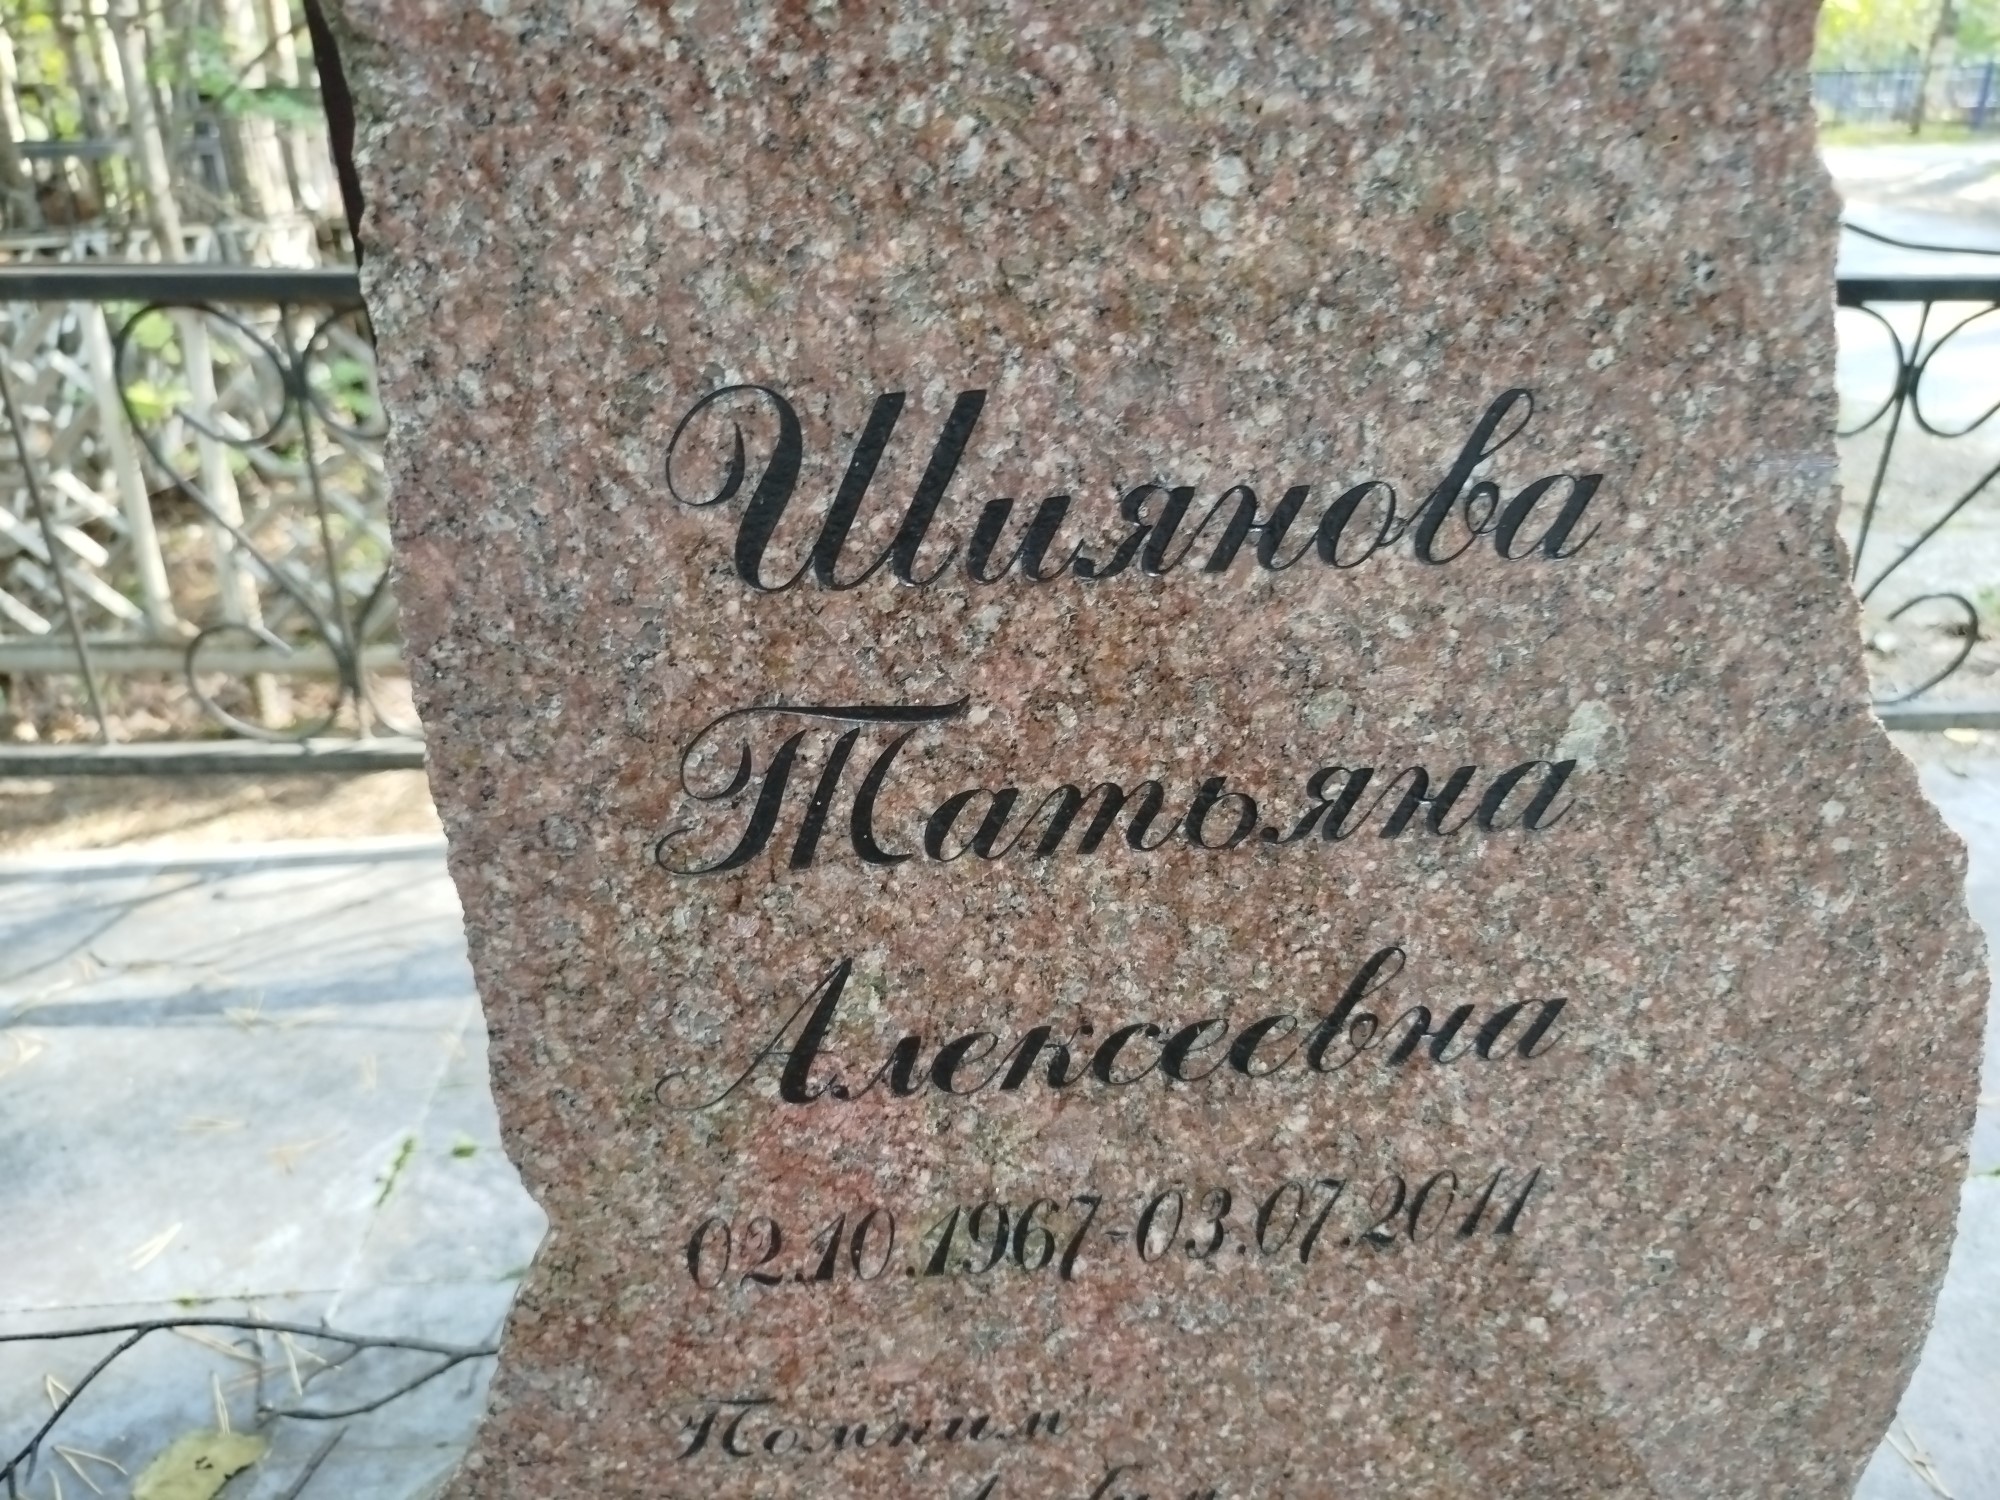 Шиянова
Татьяна
Алексеевна
02.10.1967-03.07.2011
Помним